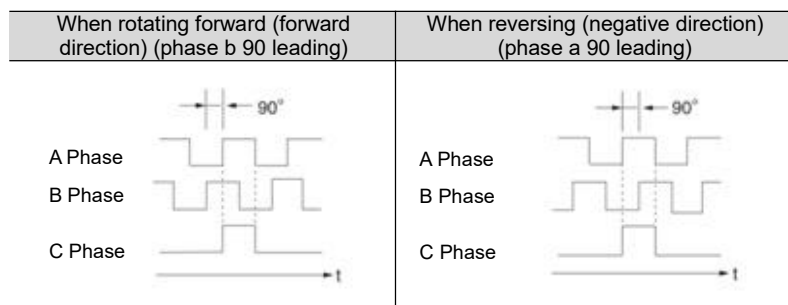 When rotating forward (forward
direction) (phase b 90 leading)
When reversing (negative direction)
(phase a 90 leading)
90°
A Phase
B Phase
C Phase
t
90°
A Phase
B Phase
C Phase
t